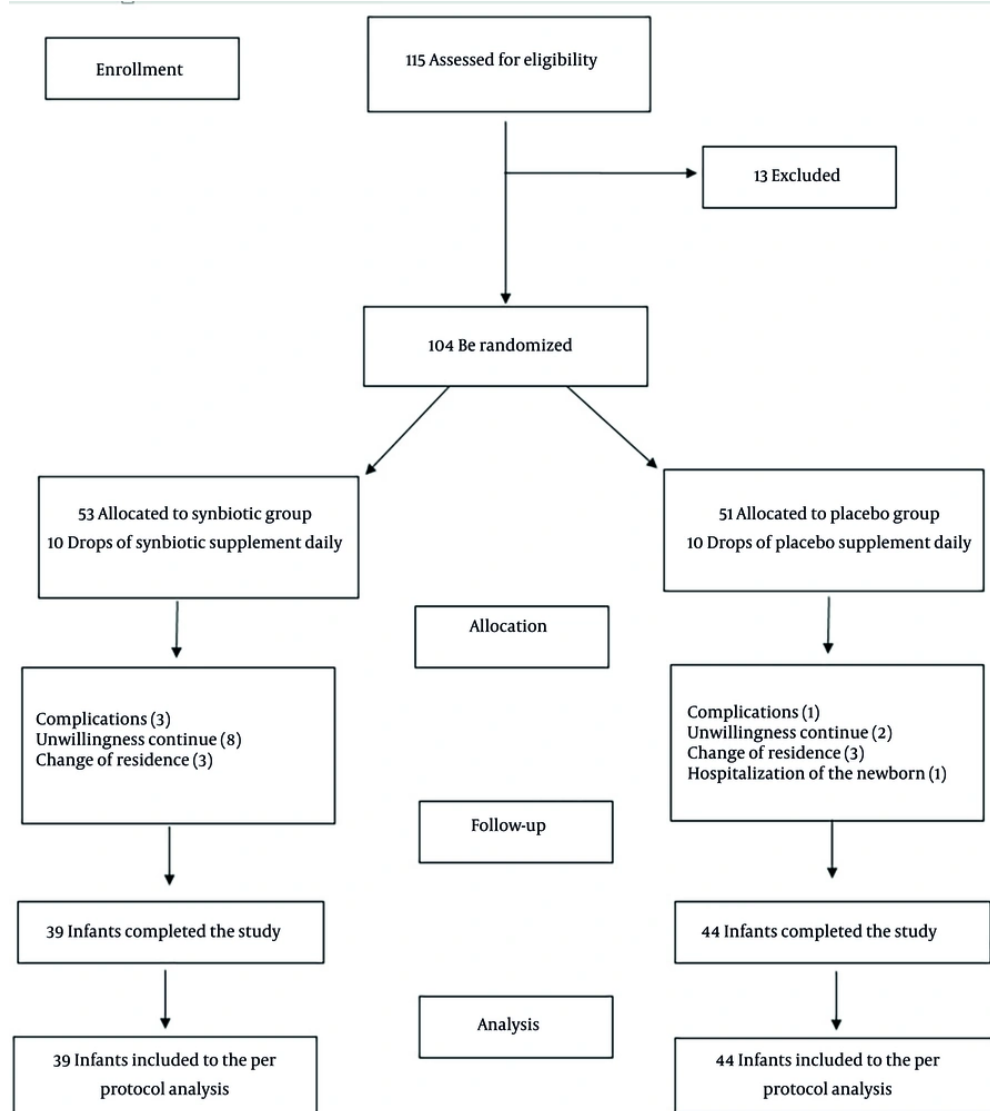 Enrollment
115 Assessed for eligibility
13 Excluded
104 Be randomized
53 Allocated to synbiotic group
10 Drops of synbiotic supplement daily
51 Allocated to placebo group
10 Drops of placebo supplement daily
Allocation
Complications (3)
Unwillingness continue (8)
Change of residence (3)
Complications (1)
Unwillingness continue (2)
Change of residence (3)
Hospitalization of the newborn (1)
Follow-up
39 Infants completed the study
44 Infants completed the study
Analysis
39 Infants included to the per
protocol analysis
44 Infants included to the per
protocol analysis